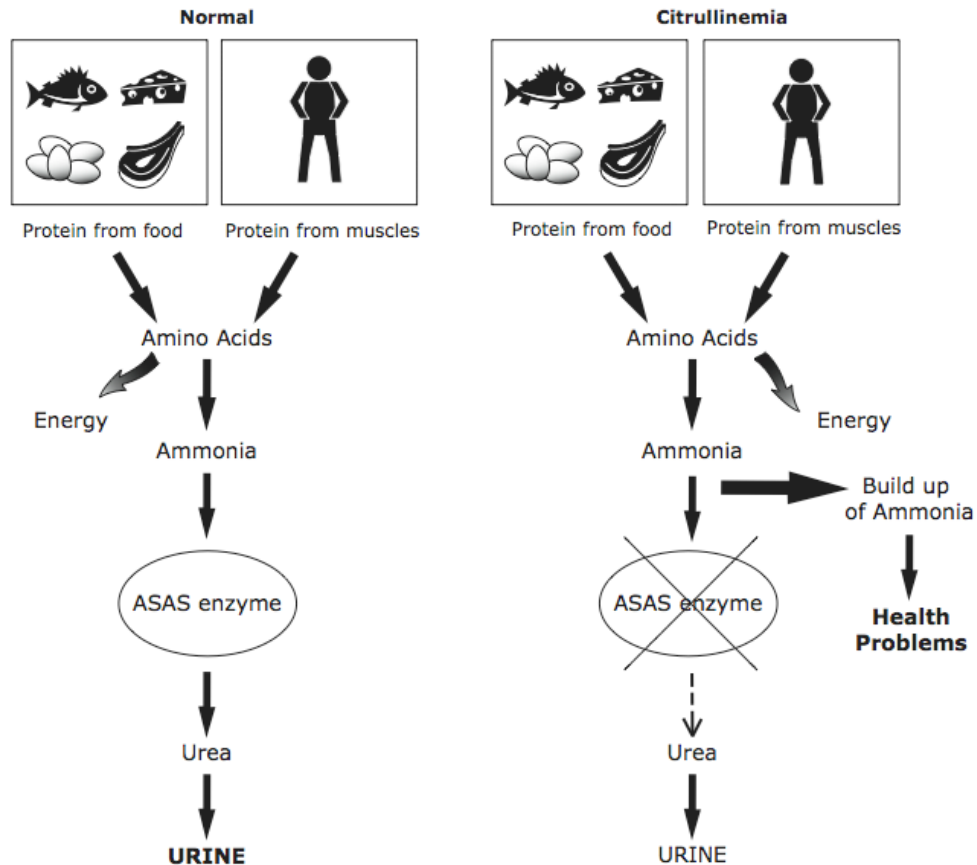 Normal
Protein from food
Protein from muscles
Amino Acids
Energy
Ammonia
ASAS enzyme
Urea
URINE
Citrullinemia
Protein from food
Protein from muscles
Amino Acids
Energy
Ammonia
Build up
of Ammonia
ASAS enzyme
Health
Problems
Urea
URINE